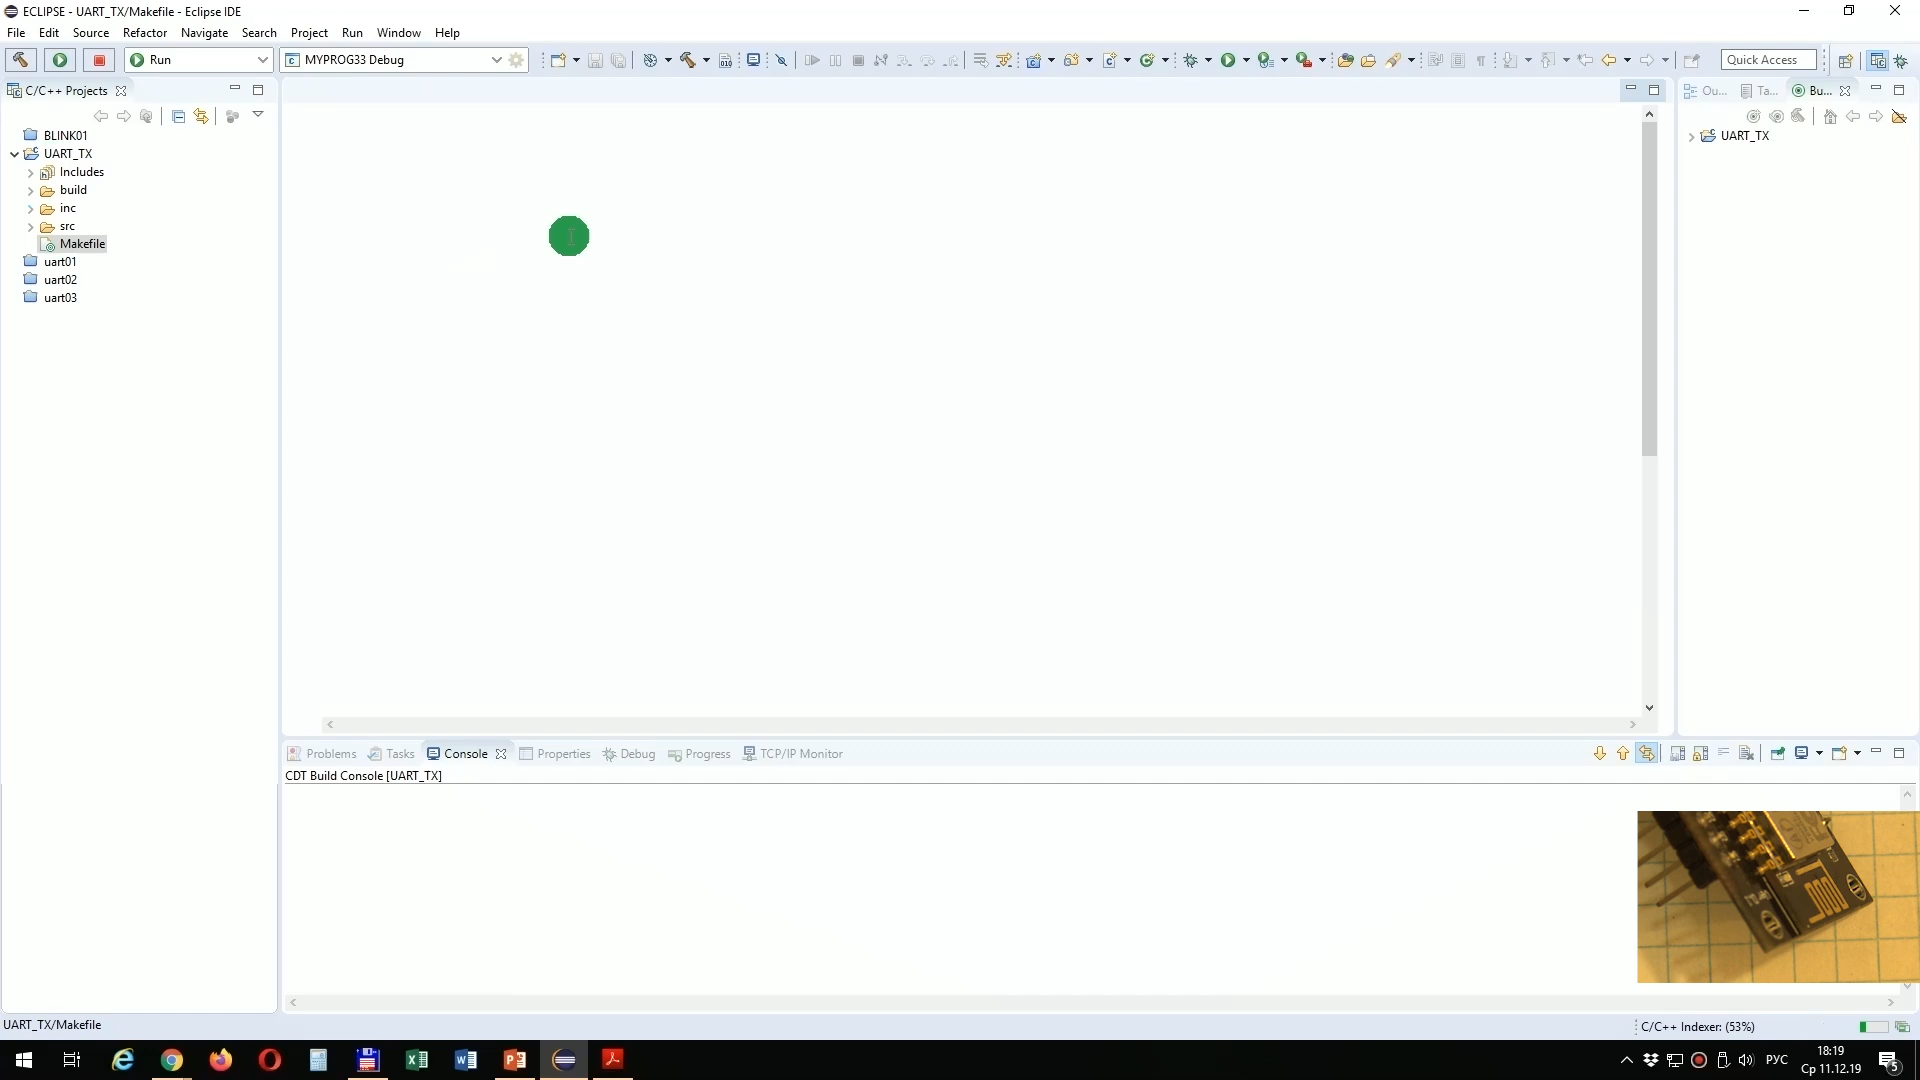 ECLIPSE - UART_TX/Makefile - Eclipse IDE
File Edit Source Refactor Navigate Search Project Run Window Help
Run
MYPROG33 Debug
Quick Access
C/C++ Projects
Ou...
Ta...
Bu...
BLINK01
UART_TX
Includes
build
inc
src
Makefile
uart01
uart02
uart03
UART_TX
Problems
Tasks
Console
Properties
Debug
Progress
TCP/IP Monitor
CDT Build Console [UART_TX]
UART_TX/Makefile
C/C++ Indexer: (53%)
РУС
18:19
Ср 11.12.19
5